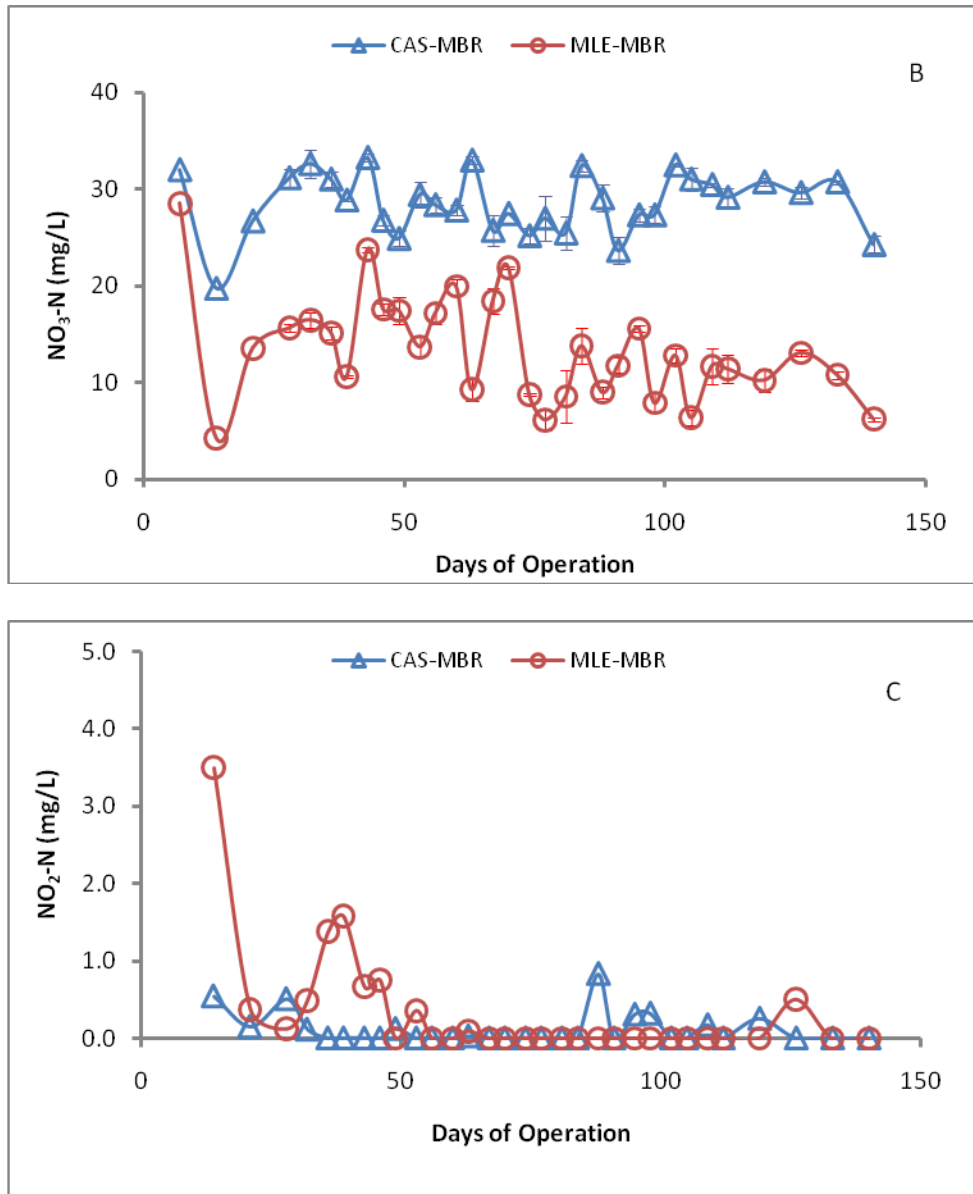 CAS-MBR MLE-MBR
B
40
30
20
10
0
NO₃-N (mg/L)
0 50 100 150
Days of Operation
CAS-MBR MLE-MBR
C
5.0
4.0
3.0
2.0
1.0
0.0
NO₂-N (mg/L)
0 50 100 150
Days of Operation